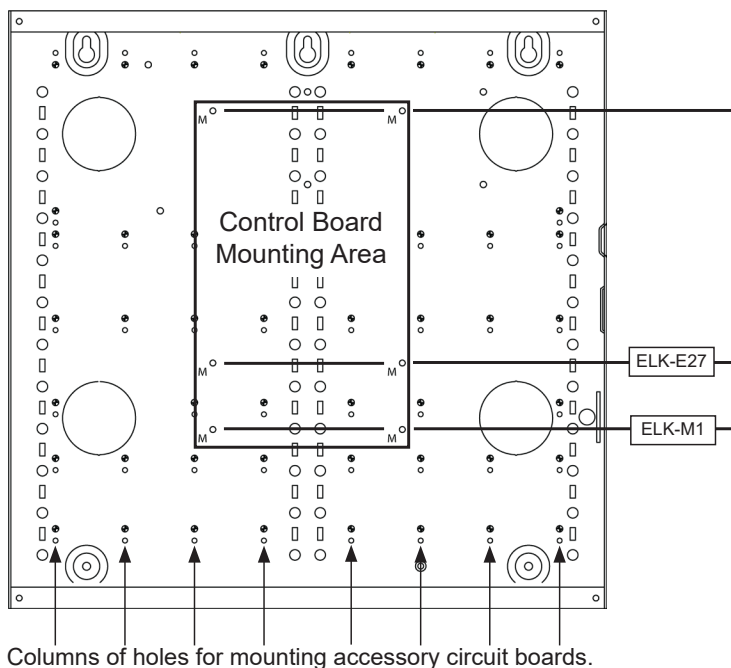 M
M
Control Board
Mounting Area
M
M
ELK-E27
M
M
ELK-M1
Columns of holes for mounting accessory circuit boards.